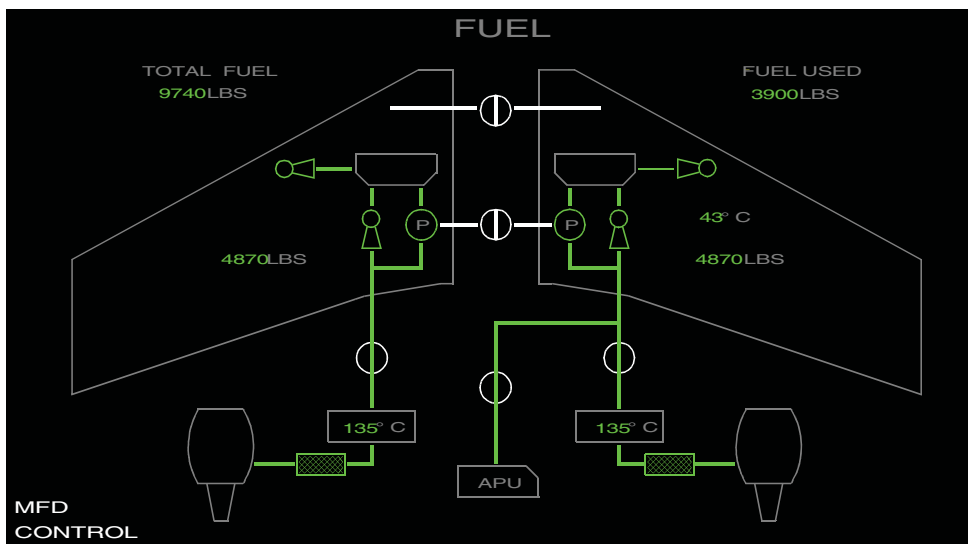 FUEL
TOTAL FUEL
9740LBS
FUEL USED
3900LBS
P
P
43° C
4870LBS
4870LBS
135° C
135° C
APU
MFD
CONTROL